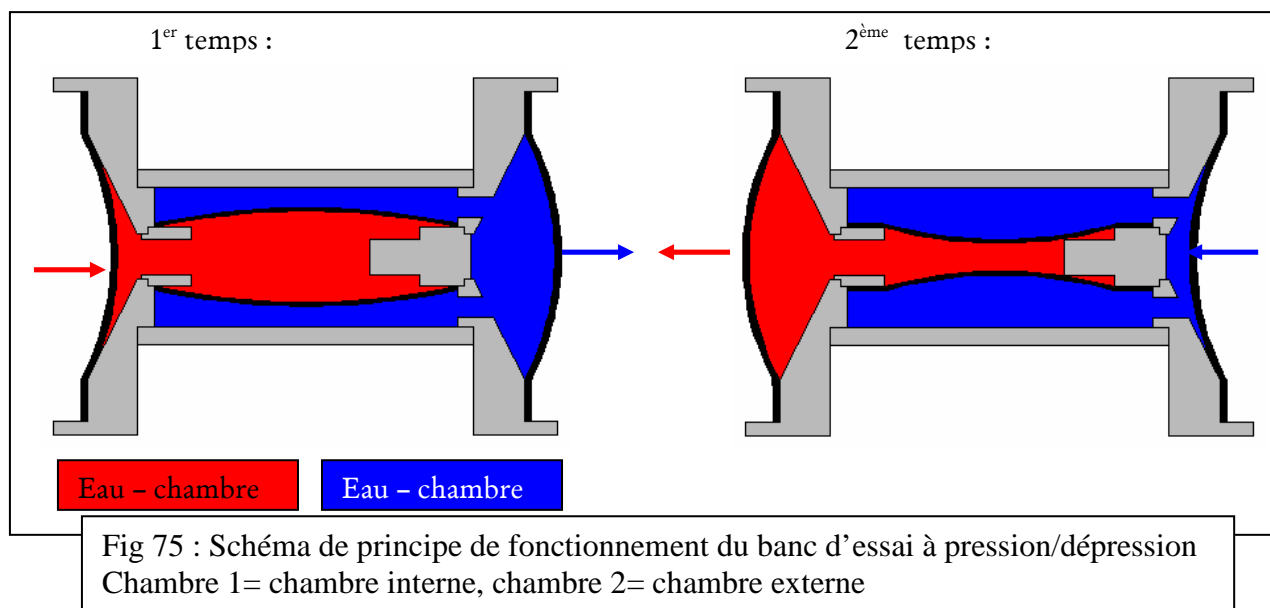 1er temps :
2ème temps :
Eau – chambre
Eau – chambre
Fig 75 : Schéma de principe de fonctionnement du banc d'essai à pression/dépression
Chambre 1= chambre interne, chambre 2= chambre externe